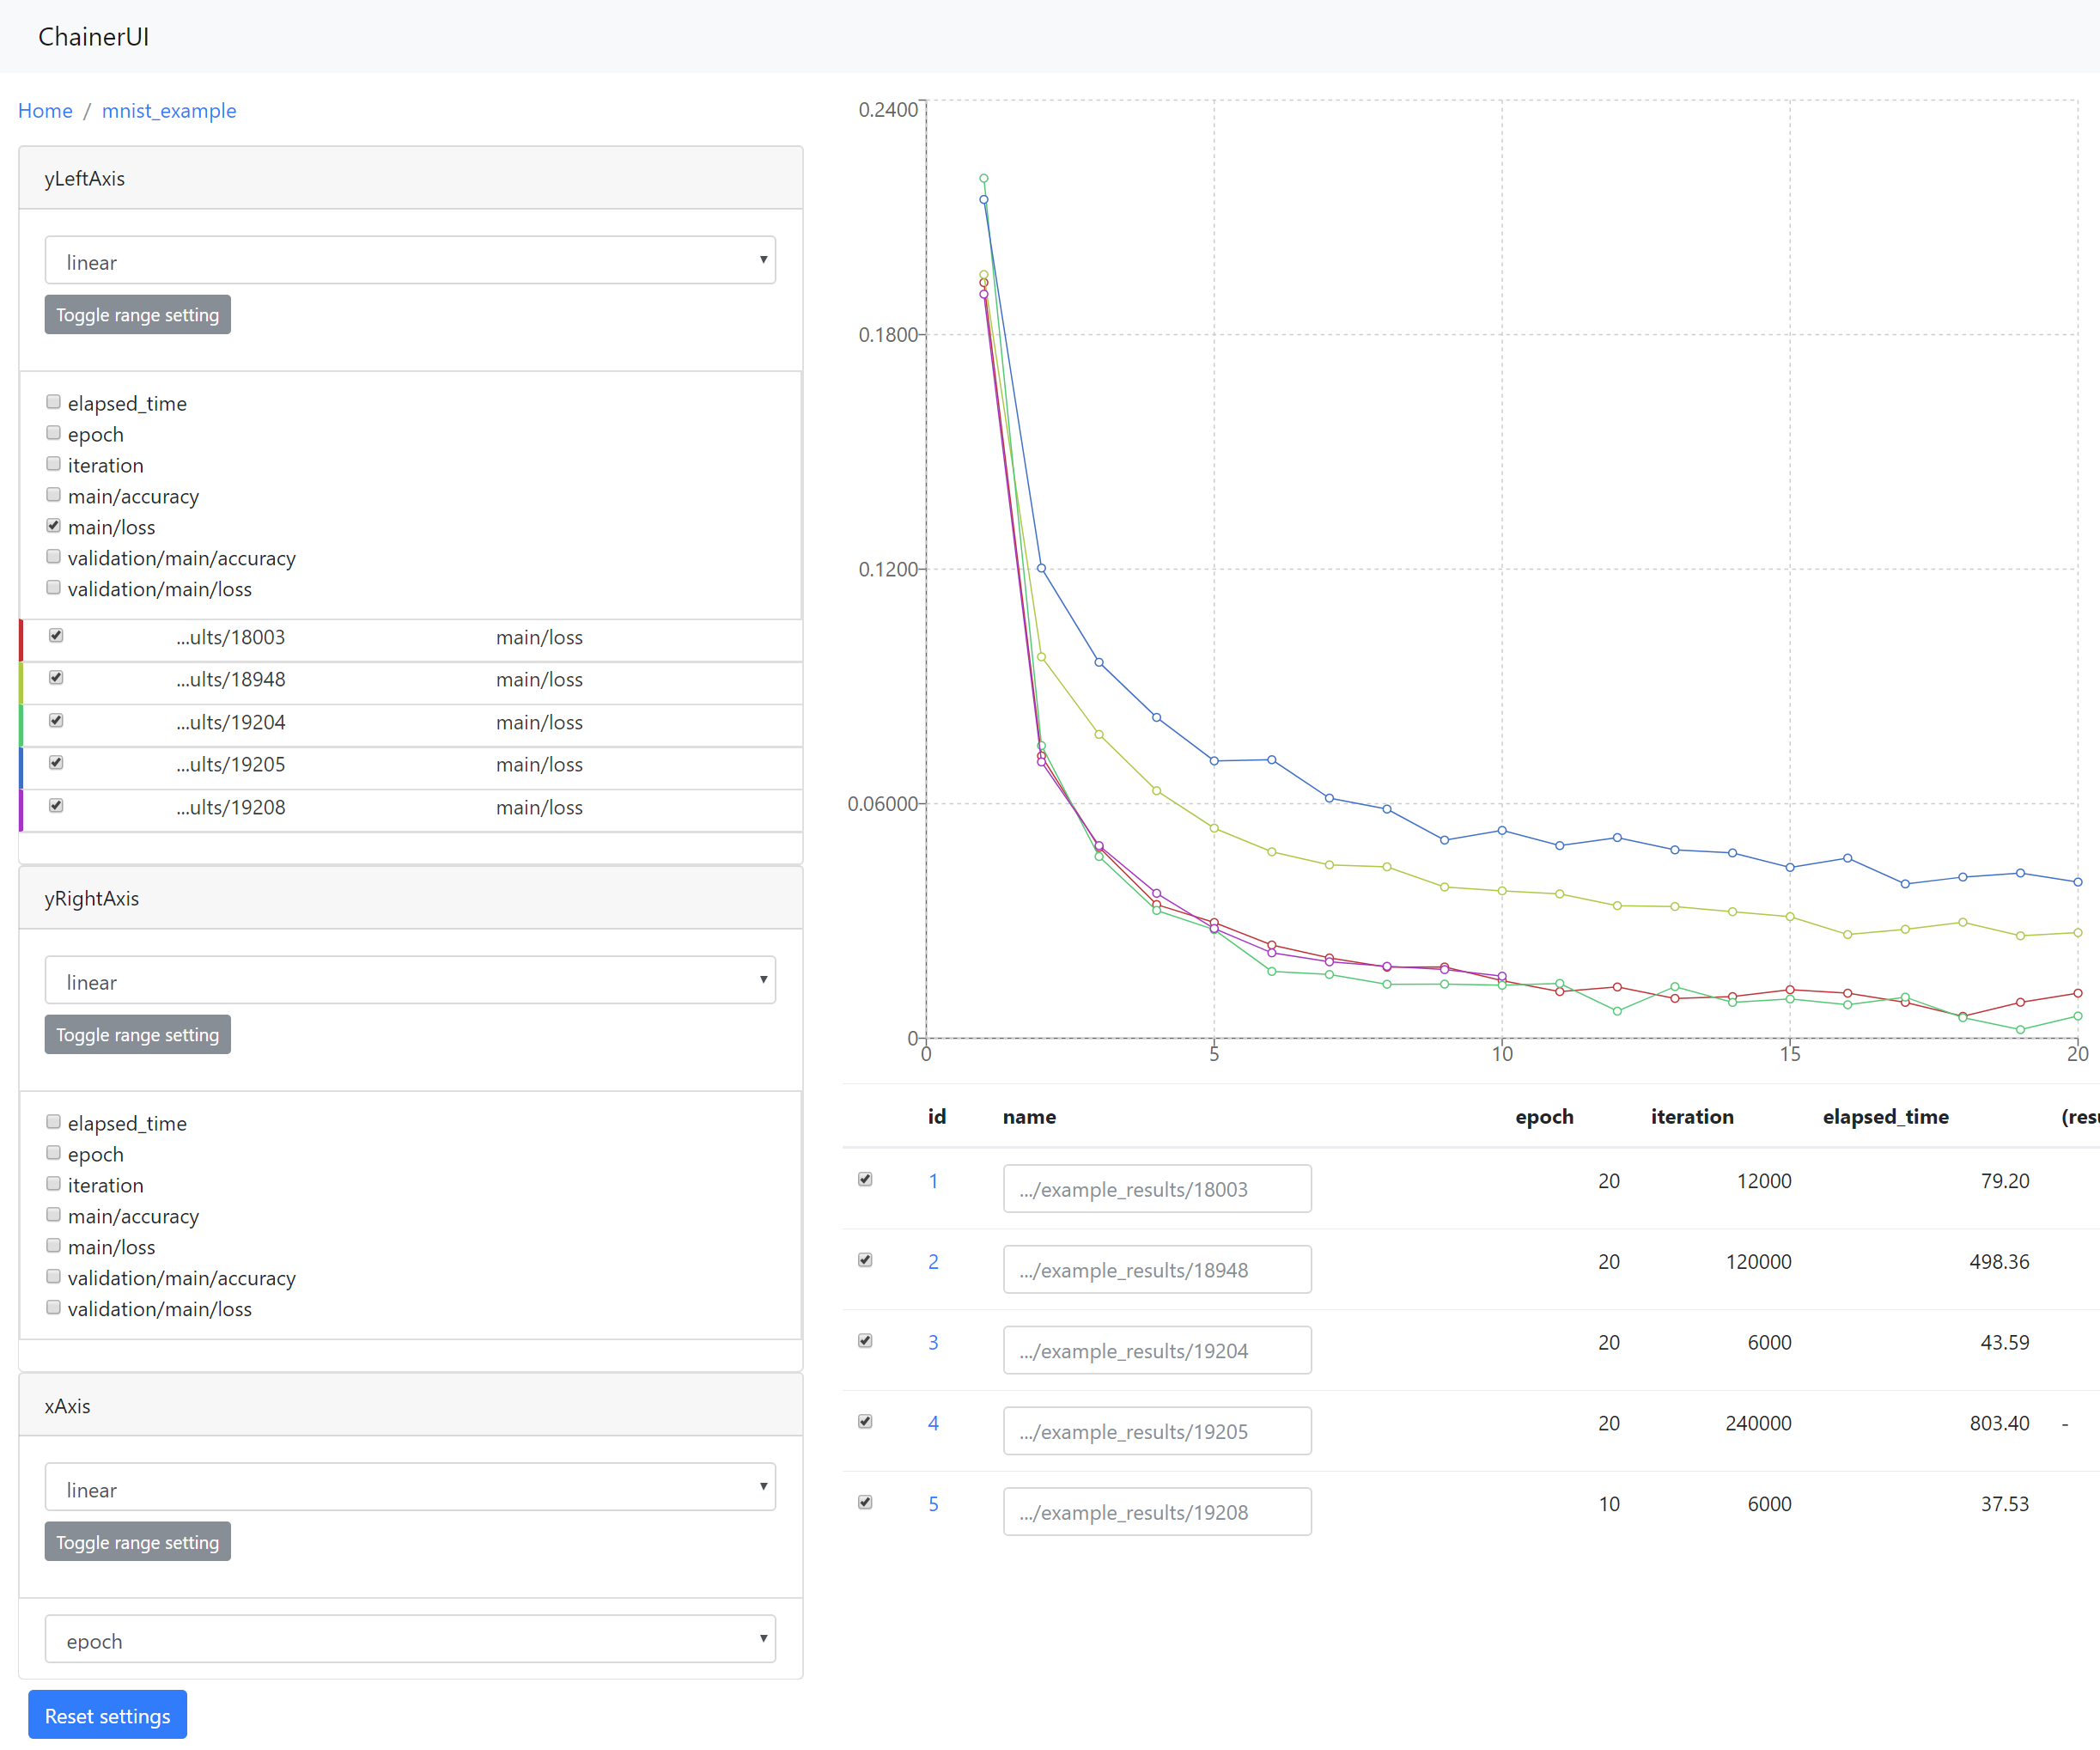 ChainerUI
Home / mnist_example
yLeftAxis
linear
Toggle range setting
elapsed_time
epoch
iteration
main/accuracy
main/loss
validation/main/accuracy
validation/main/loss
...ults/18003 main/loss
...ults/18948 main/loss
...ults/19204 main/loss
...ults/19205 main/loss
...ults/19208 main/loss
yRightAxis
linear
Toggle range setting
elapsed_time
epoch
iteration
main/accuracy
main/loss
validation/main/accuracy
validation/main/loss
xAxis
linear
Toggle range setting
epoch
Reset settings
0.2400
0.1800
0.1200
0.06000
0
0 5 10 15 20
id name epoch iteration elapsed_time (resu
1 .../example_results/18003 20 12000 79.20
2 .../example_results/18948 20 120000 498.36
3 .../example_results/19204 20 6000 43.59
4 .../example_results/19205 20 240000 803.40 -
5 .../example_results/19208 10 6000 37.53